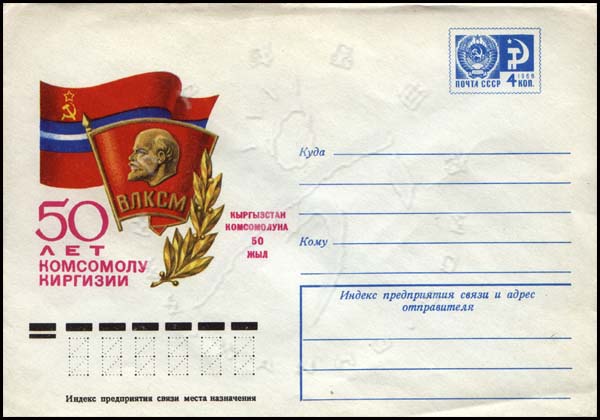 ПОЧТА СССР
1966
4 КОП.
ВЛКСМ
50
ЛЕТ
КОМСОМОЛУ
КИРГИЗИИ
КЫРГЫЗСТАН
КОМСОМОЛУНА
50
ЖЫЛ
Куда
Кому
Индекс предприятия связи и адрес
отправителя
Индекс предприятия связи места назначения